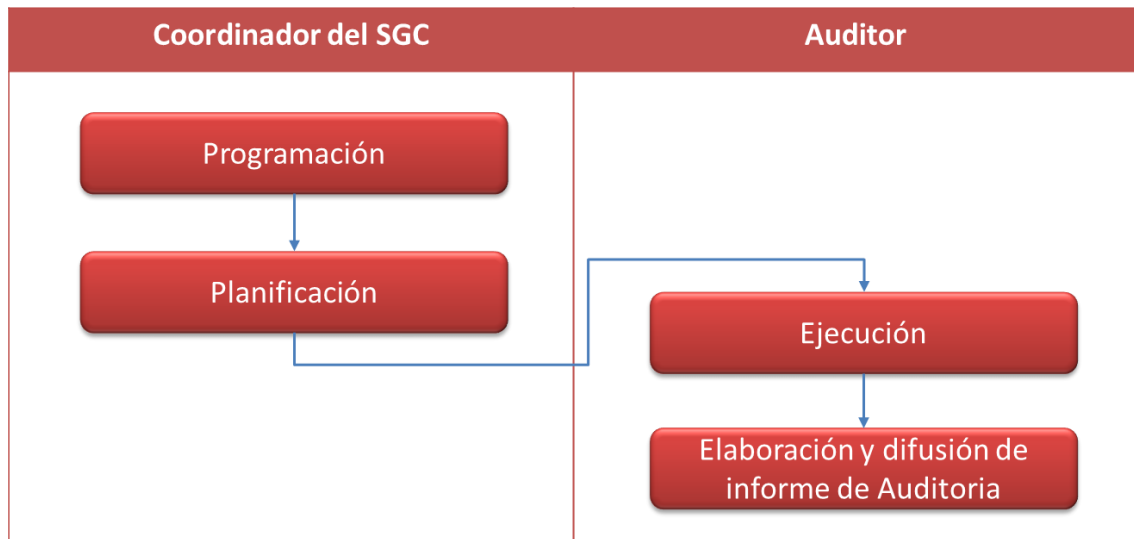 Coordinador del SGC
Auditor
Programación
Planificación
Ejecución
Elaboración y difusión de
informe de Auditoria